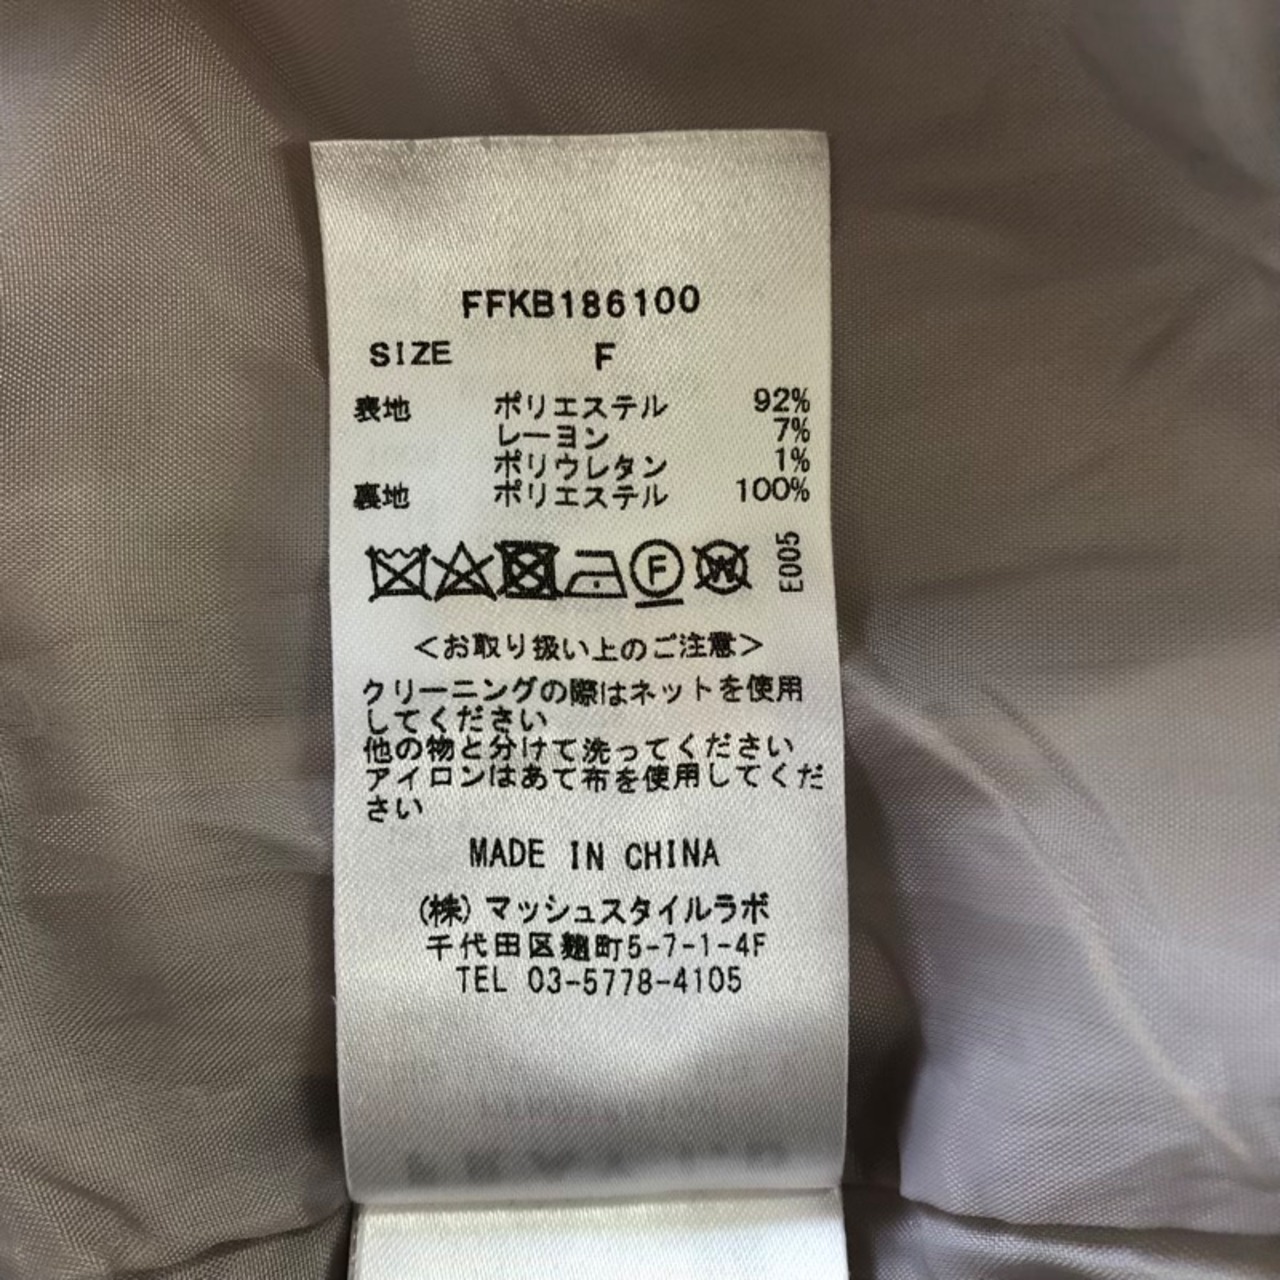 FFKB186100
SIZE F
表地 ポリエステル 92%
レーヨン 7%
ポリウレタン 1%
裏地 ポリエステル 100%
F W E005
<お取り扱い上のご注意>
クリーニングの際はネットを使用
してください
他の物と分けて洗ってください
アイロンはあて布を使用してくだ
さい
MADE IN CHINA
(株)マッシュスタイルラボ
千代田区麹町5-7-1-4F
TEL 03-5778-4105